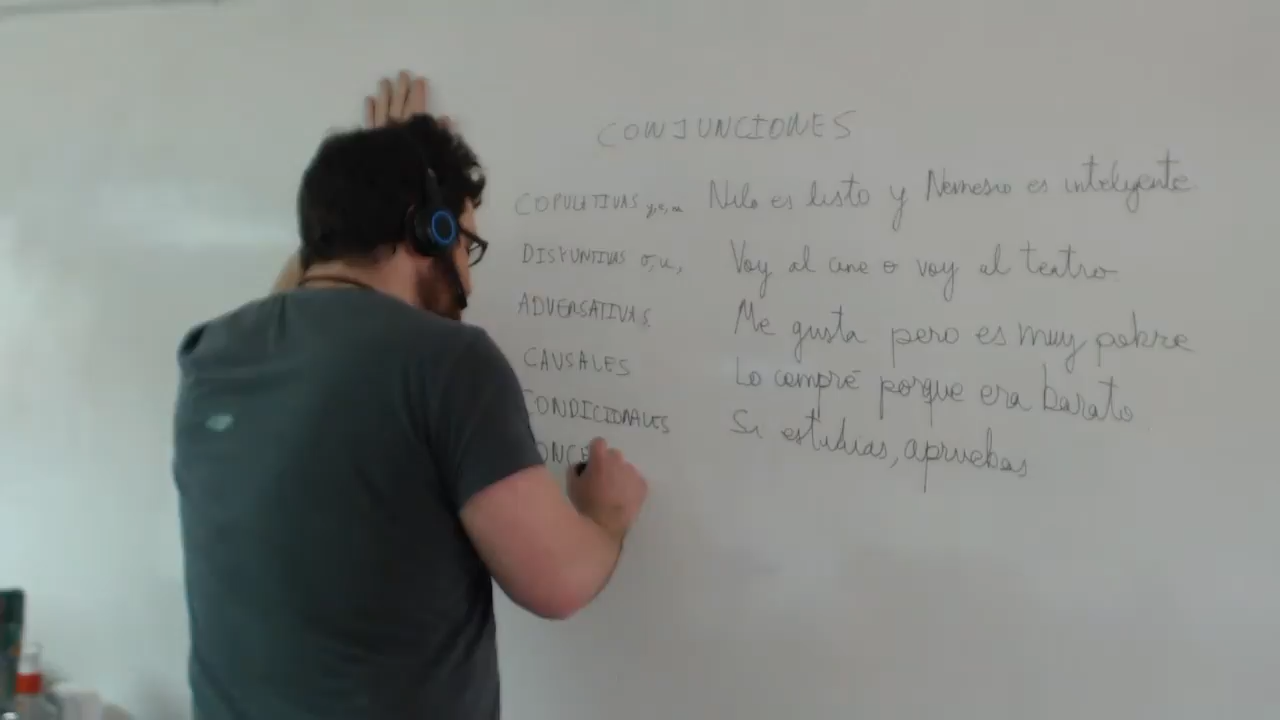 CONJUNCIONES
COPULATIVAS y, e, ni Nilo es listo y Nemesio es inteligente
DISYUNTIVAS o, u, Voy al cine o voy al teatro
ADVERSATIVAS Me gusta pero es muy pobre
CAUSALES Lo compré porque era barato
CONDICIONALES Si estudias, apruebas